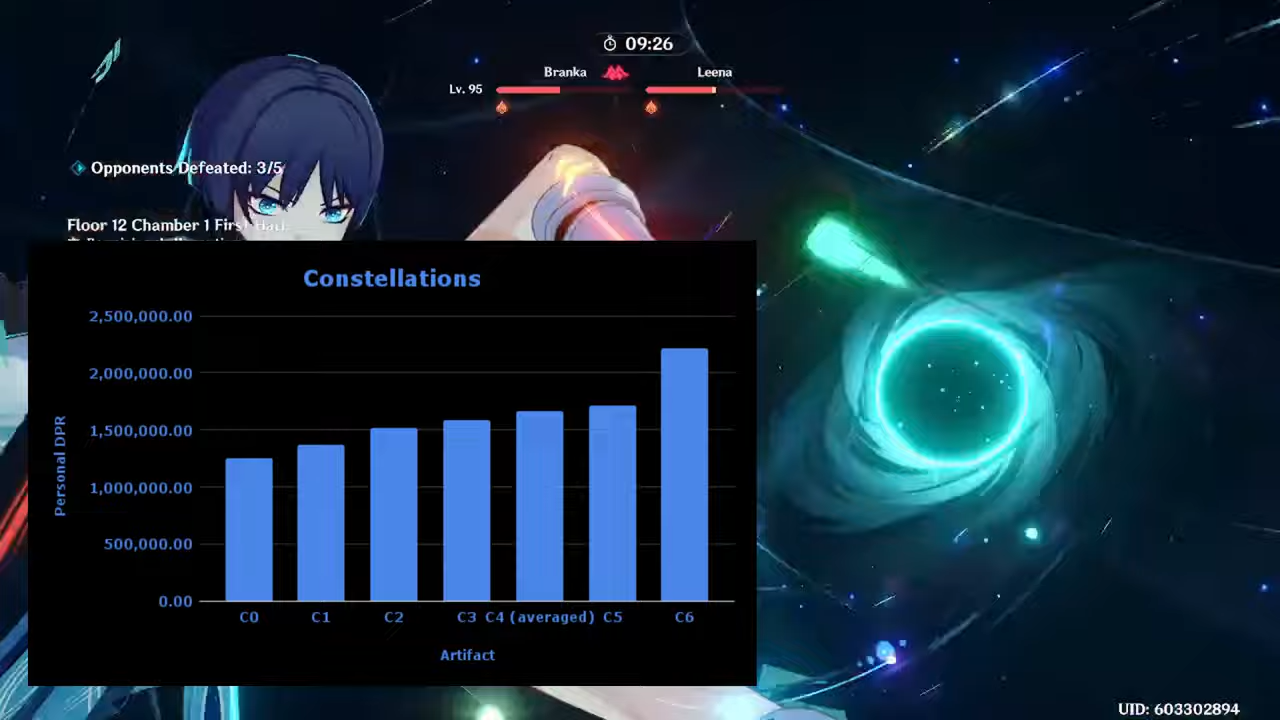 09:26
Branka
Leena
Lv. 95
Opponents Defeated: 3/5
Floor 12 Chamber 1 First Half
Constellations
2,500,000.00
2,000,000.00
1,500,000.00
1,000,000.00
500,000.00
0.00
Personal DPR
C0 C1 C2 C3 C4 (averaged) C5 C6
Artifact
UID: 603302894